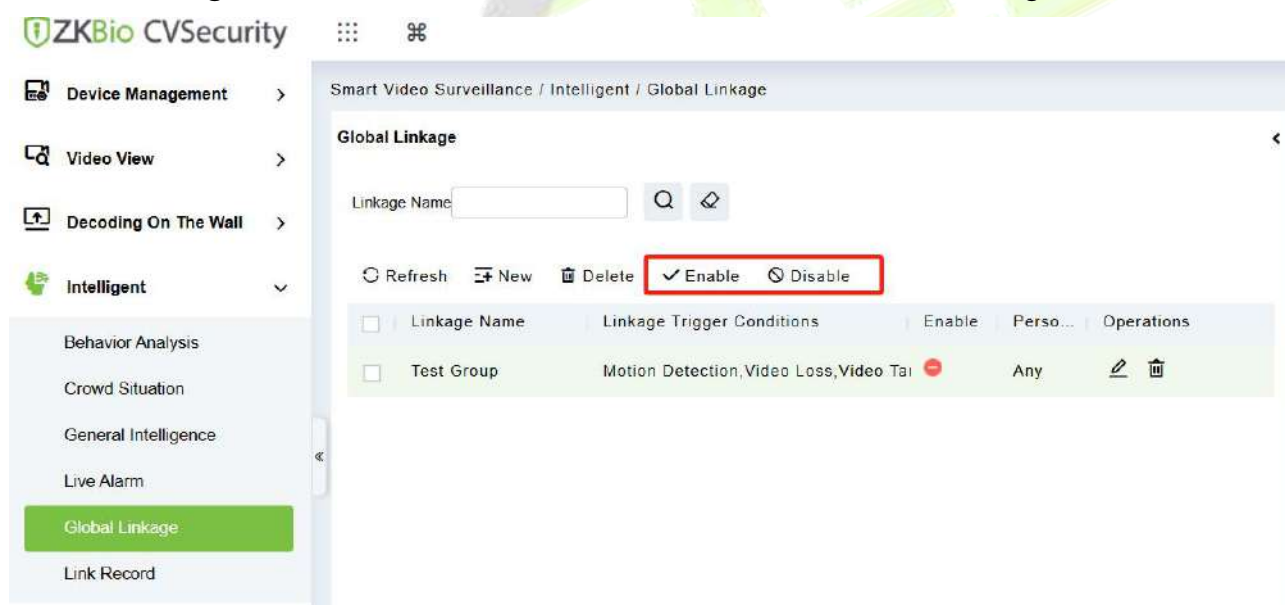 ZKBio CVSecurity
Device Management
Video View
Decoding On The Wall
Intelligent
Behavior Analysis
Crowd Situation
General Intelligence
Live Alarm
Global Linkage
Link Record
Smart Video Surveillance / Intelligent / Global Linkage
Global Linkage
Linkage Name
Refresh New Delete Enable Disable
Linkage Name Linkage Trigger Conditions Enable Perso... Operations
Test Group Motion Detection,Video Loss,Video Any